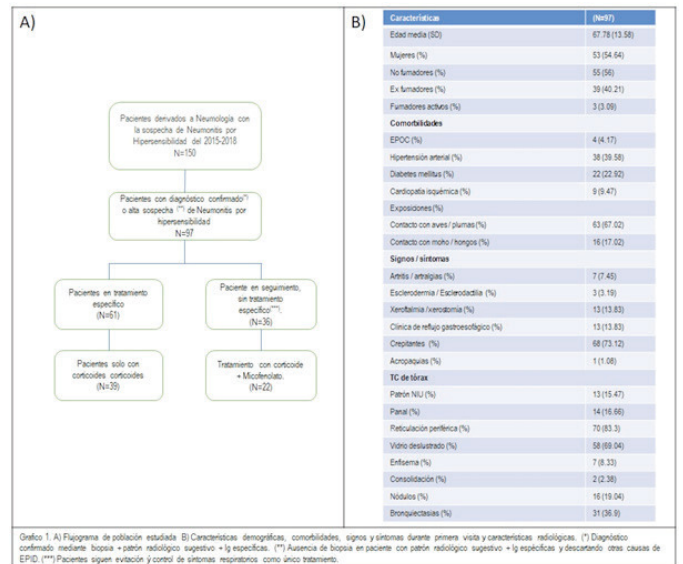 A)
Pacientes derivados a Neumología con
la sospecha de Neumonitis por
Hipersensibilidad del 2015-2018
N=150
Pacientes con diagnóstico confirmado(*)
o alta sospecha (**) de Neumonitis por
hipersensibilidad
N=97
Pacientes en tratamiento
específico
(N=61)
Paciente en seguimiento,
sin tratamiento
específico(***).
(N=36)
Pacientes solo con
corticoides corticoides
(N=39)
Tratamiento con corticoide
+ Micofenolato.
(N=22)
B)
Características (N=97)
Edad media (SD) 67.78 (13.58)
Mujeres (%) 53 (54.64)
No fumadores (%) 55 (56)
Ex fumadores (%) 39 (40.21)
Fumadores activos (%) 3 (3.09)
Comorbilidades
EPOC (%) 4 (4.17)
Hipertensión arterial (%) 38 (39.58)
Diabetes mellitus (%) 22 (22.92)
Cardiopatía isquémica (%) 9 (9.47)
Exposiciones (%)
Contacto con aves / plumas (%) 63 (67.02)
Contacto con moho / hongos (%) 16 (17.02)
Signos / síntomas
Artritis / artralgias (%) 7 (7.45)
Esclerodermia / Esclerodactilia (%) 3 (3.19)
Xeroftalmia /xerostomía (%) 13 (13.83)
Clínica de reflujo gastroesofágico (%) 13 (13.83)
Crepitantes (%) 68 (73.12)
Acropaquias (%) 1 (1.08)
TC de tórax
Patrón NIU (%) 13 (15.47)
Panal (%) 14 (16.66)
Reticulación periférica (%) 70 (83.3)
Vidrio deslustrado (%) 58 (69.04)
Enfisema (%) 7 (8.33)
Consolidación (%) 2 (2.38)
Nódulos (%) 16 (19.04)
Bronquiectasias (%) 31 (36.9)
Grafico 1. A) Flujograma de población estudiada B) Características demográficas, comorbilidades, signos y síntomas durante primera visita y características radiológicas. (*) Diagnóstico
confirmado mediante biopsia + patrón radiológico sugestivo + Ig específicas. (**) Ausencia de biopsia en paciente con patrón radiológico sugestivo + Ig específicas y descartando otras causas de
EPID. (***) Pacientes siguen evitación y control de síntomas respiratorios como único tratamiento.